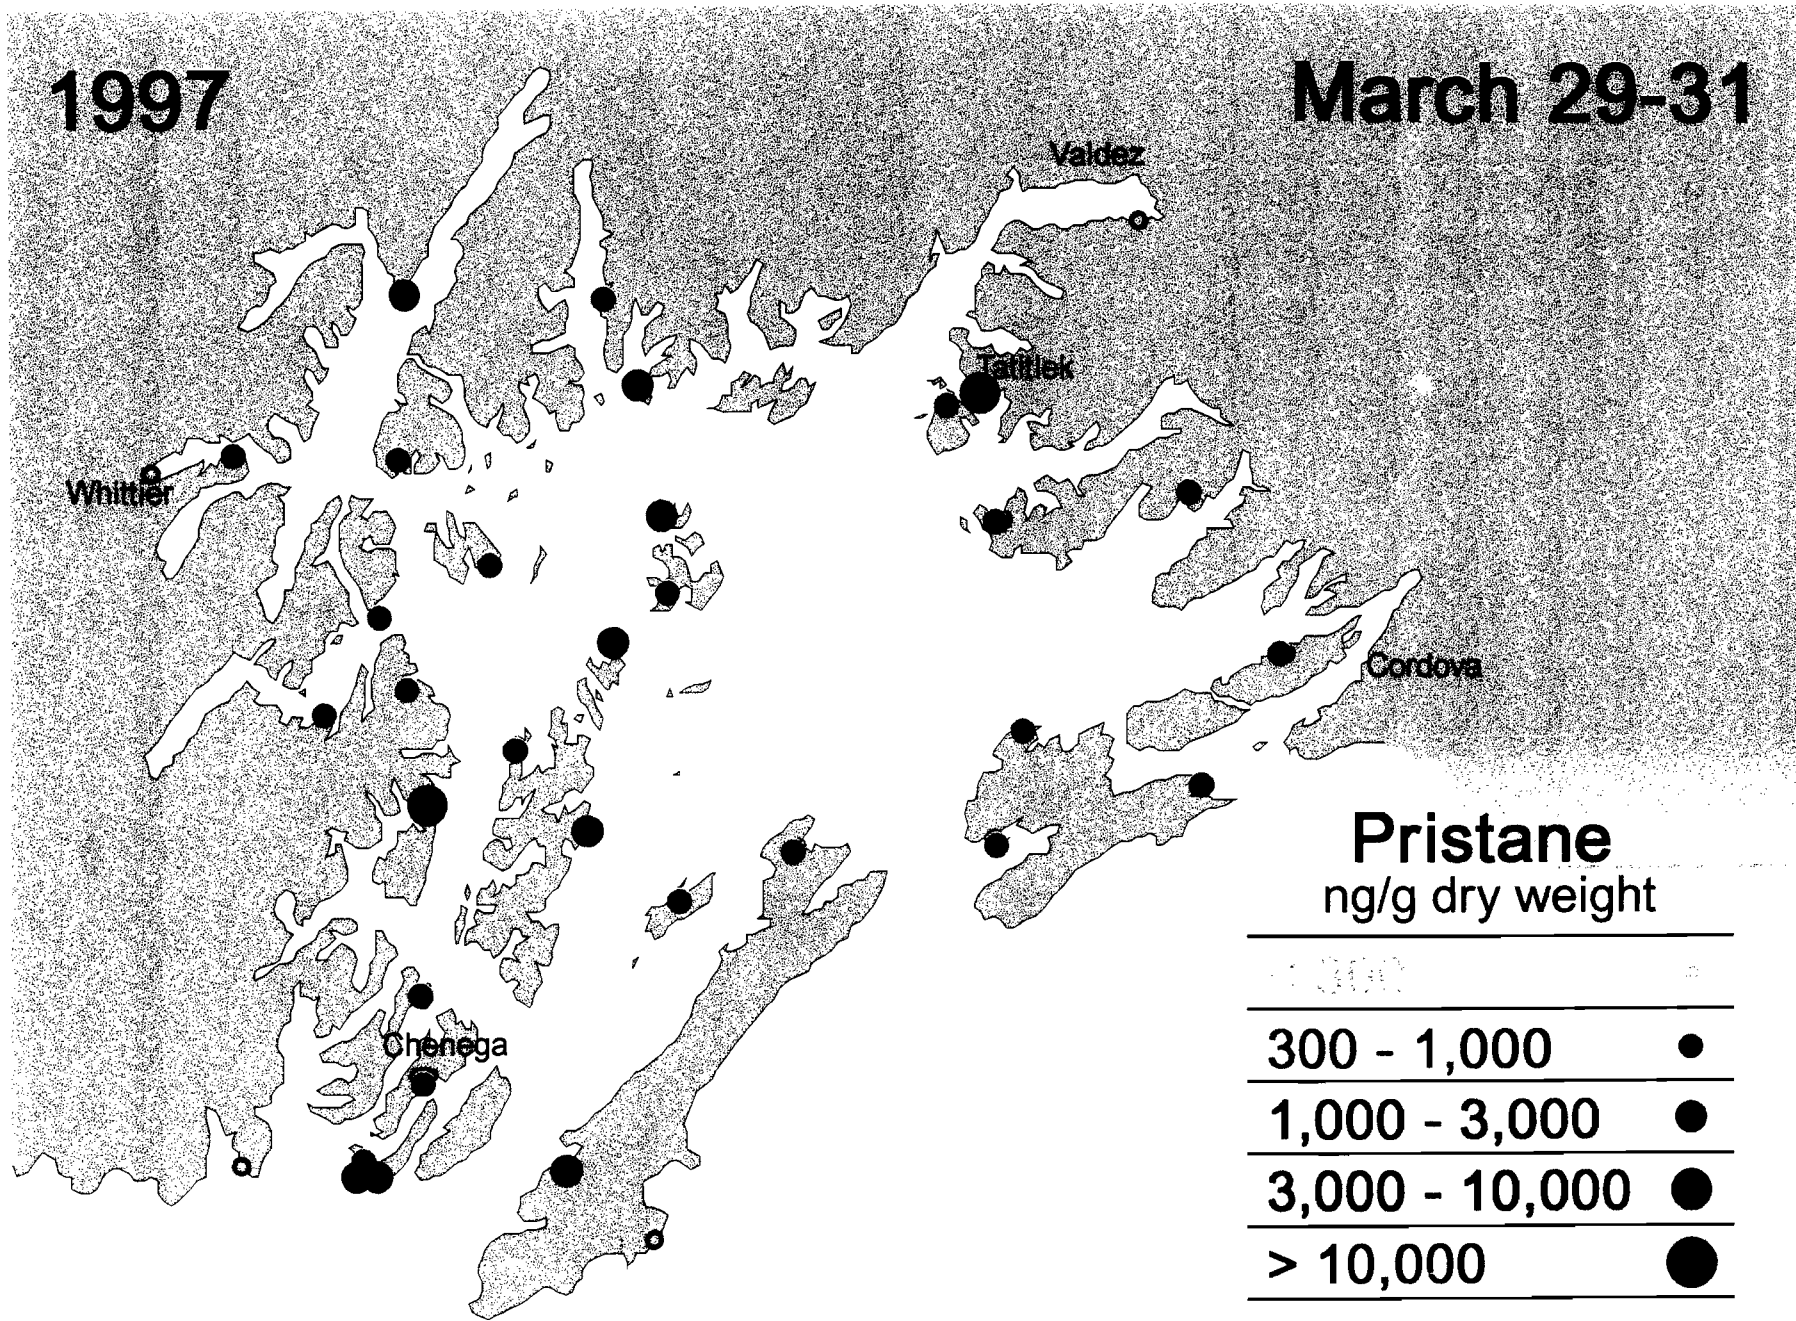 1997
March 29-31
Valdez
Tatitlek
Whittier
Cordova
Chenega
Pristane
ng/g dry weight
300 - 1,000
1,000 - 3,000
3,000 - 10,000
> 10,000